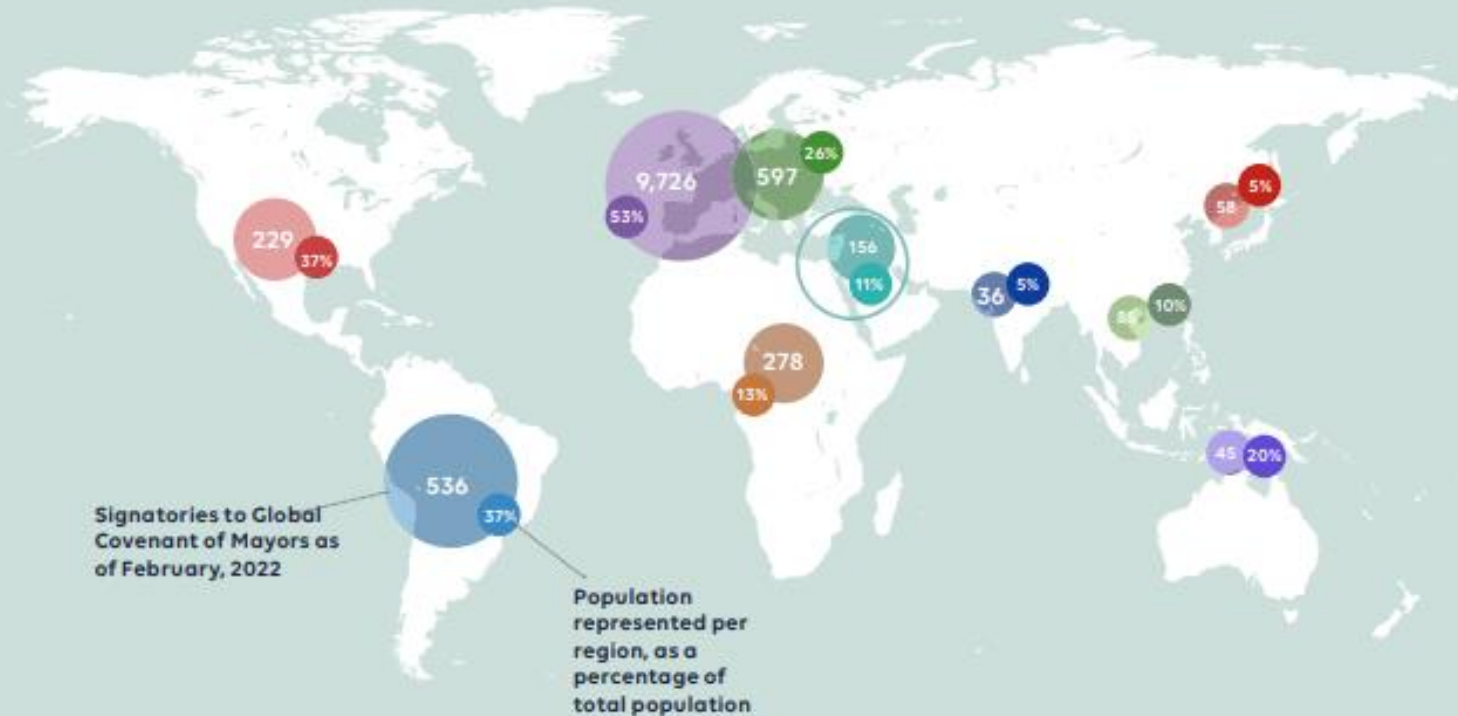 26%
9,726
597
5%
53%
58
229
156
37%
11%
36
5%
10%
278
13%
45
20%
536
37%
Signatories to Global
Covenant of Mayors as
of February, 2022
Population
represented per
region, as a
percentage of
total population